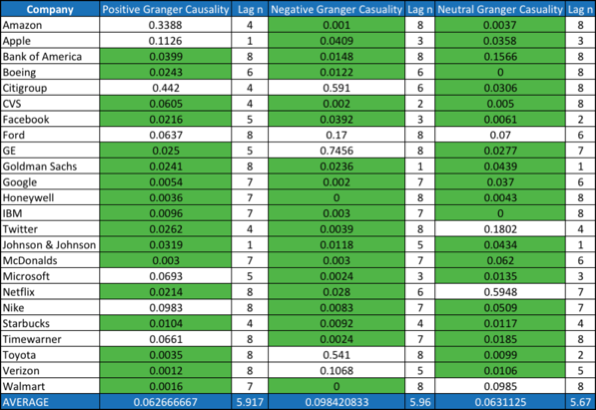 Company Positive Granger Causality Lag n Negative Granger Casuality Lag n Neutral Granger Casuality Lag n
Amazon 0.3388 4 0.001 8 0.0037 8
Apple 0.1126 1 0.0409 3 0.0358 3
Bank of America 0.0399 8 0.0148 8 0.1566 8
Boeing 0.0243 6 0.0122 6 0 8
Citigroup 0.442 4 0.591 6 0.0306 8
CVS 0.0605 4 0.002 2 0.005 8
Facebook 0.0216 5 0.0392 3 0.0061 2
Ford 0.0637 8 0.17 8 0.07 6
GE 0.025 5 0.7456 8 0.0277 7
Goldman Sachs 0.0241 8 0.0236 1 0.0439 1
Google 0.0054 7 0.002 7 0.037 6
Honeywell 0.0036 7 0 8 0.0043 8
IBM 0.0096 7 0.003 7 0 8
Twitter 0.0262 4 0.0039 8 0.1802 4
Johnson & Johnson 0.0319 1 0.0118 5 0.0434 1
McDonalds 0.003 7 0.003 7 0.062 6
Microsoft 0.0693 5 0.0024 3 0.0135 3
Netflix 0.0214 8 0.028 6 0.5948 7
Nike 0.0983 8 0.0083 7 0.0509 7
Starbucks 0.0104 4 0.0092 4 0.0117 4
Timewarner 0.0661 8 0.0024 7 0.0185 8
Toyota 0.0035 8 0.541 8 0.0099 2
Verizon 0.0012 8 0.1068 5 0.0106 5
Walmart 0.0016 7 0 8 0.0985 8
AVERAGE 0.062666667 5.917 0.098420833 5.96 0.0631125 5.67